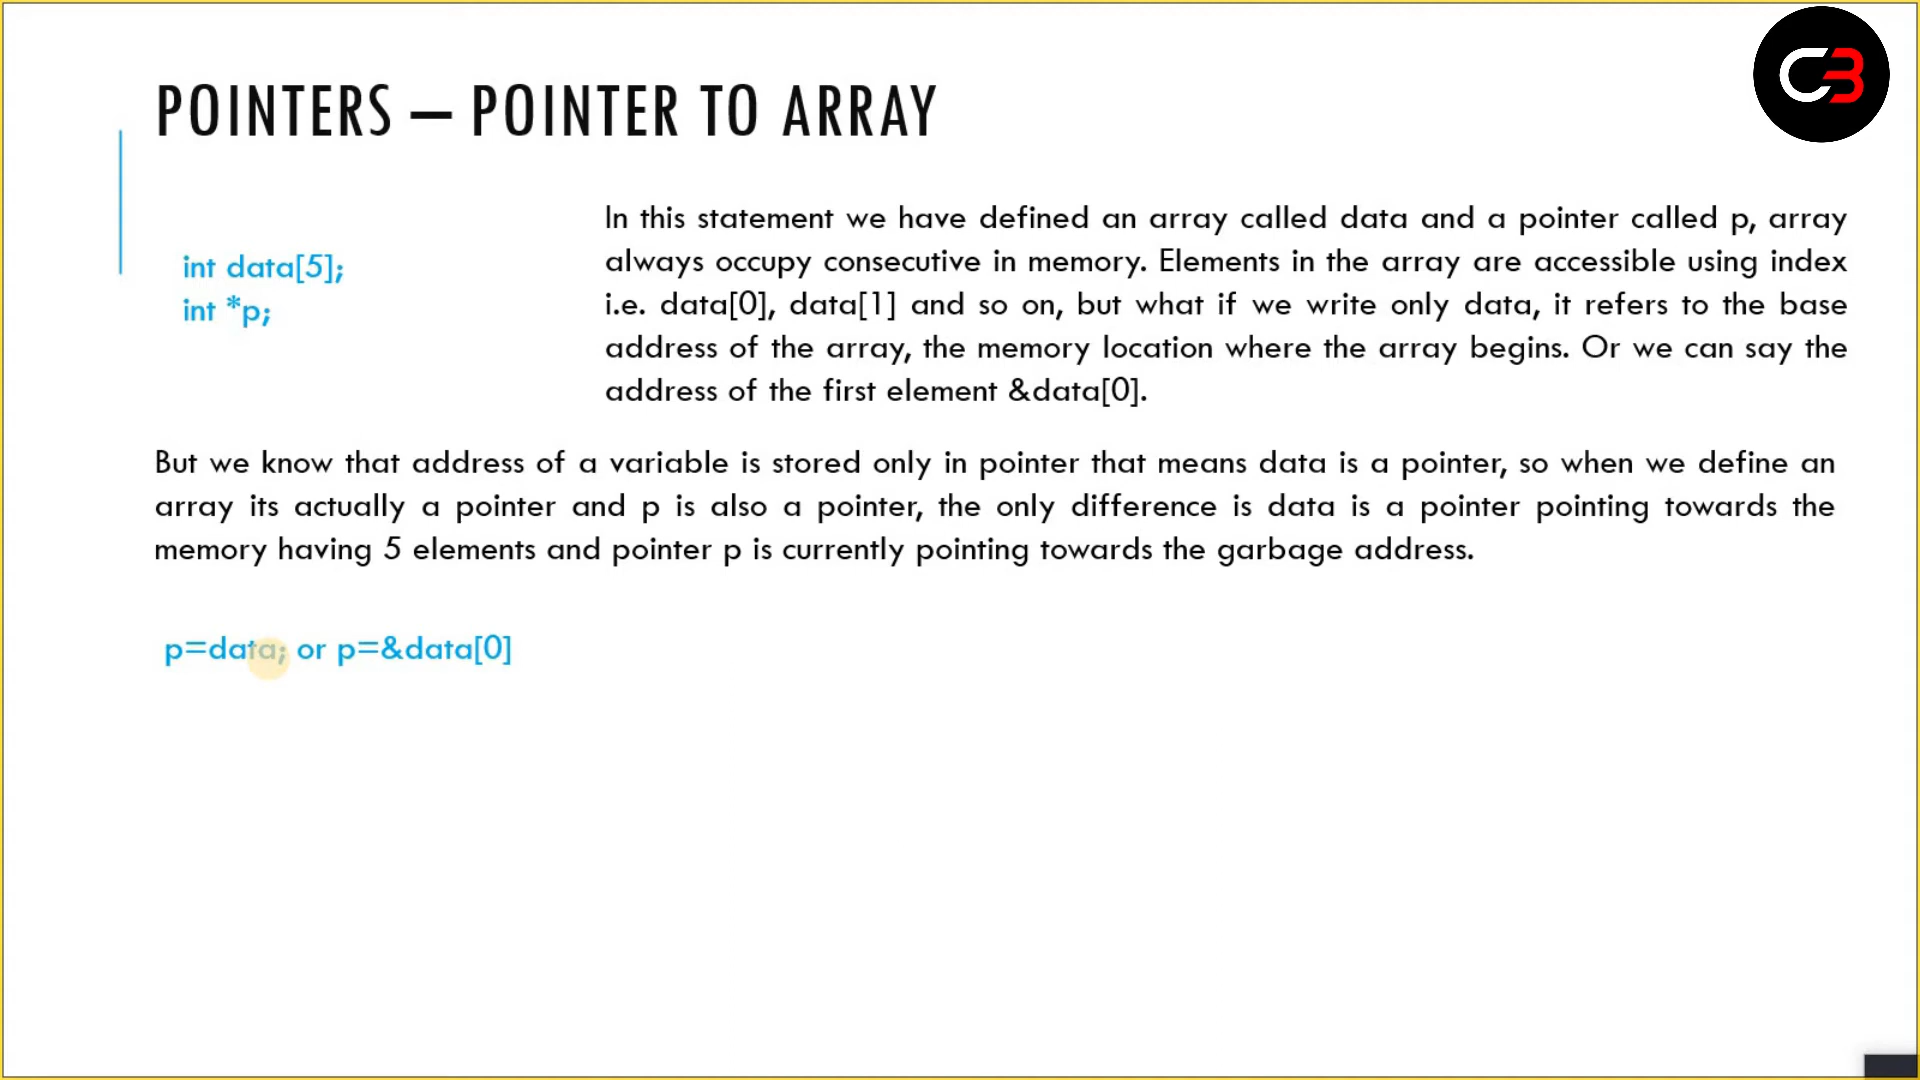 POINTERS – POINTER TO ARRAY
CB
int data[5];
int *p;
In this statement we have defined an array called data and a pointer called p, array
always occupy consecutive in memory. Elements in the array are accessible using index
i.e. data[0], data[1] and so on, but what if we write only data, it refers to the base
address of the array, the memory location where the array begins. Or we can say the
address of the first element &data[0].
But we know that address of a variable is stored only in pointer that means data is a pointer, so when we define an
array its actually a pointer and p is also a pointer, the only difference is data is a pointer pointing towards the
memory having 5 elements and pointer p is currently pointing towards the garbage address.
p=data; or p=&data[0]